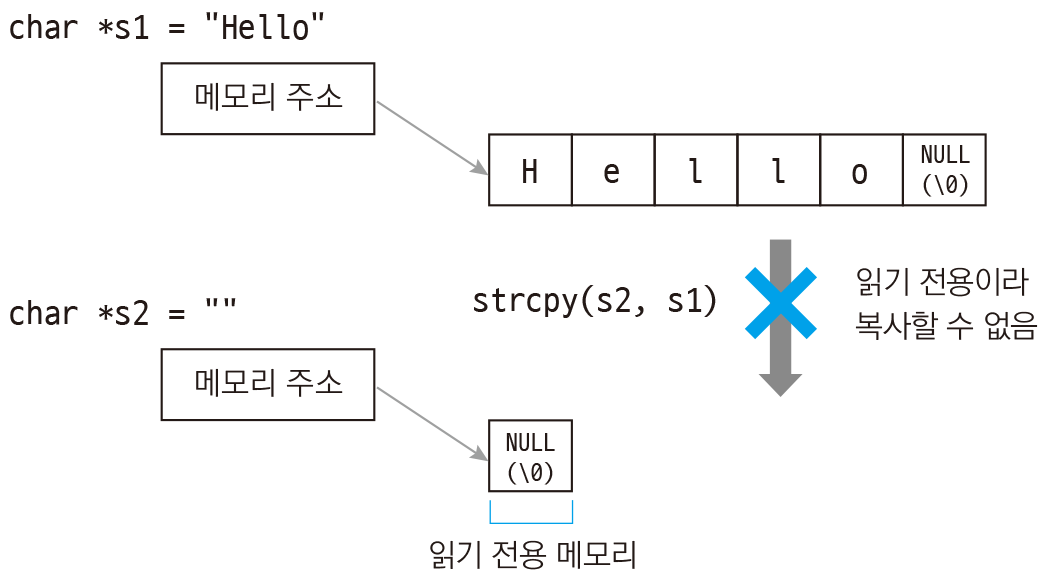 char *s1 = "Hello"
메모리 주소
H e l l o NULL (\0)
char *s2 = ""
strcpy(s2, s1)
읽기 전용이라
복사할 수 없음
메모리 주소
NULL
(\0)
읽기 전용 메모리